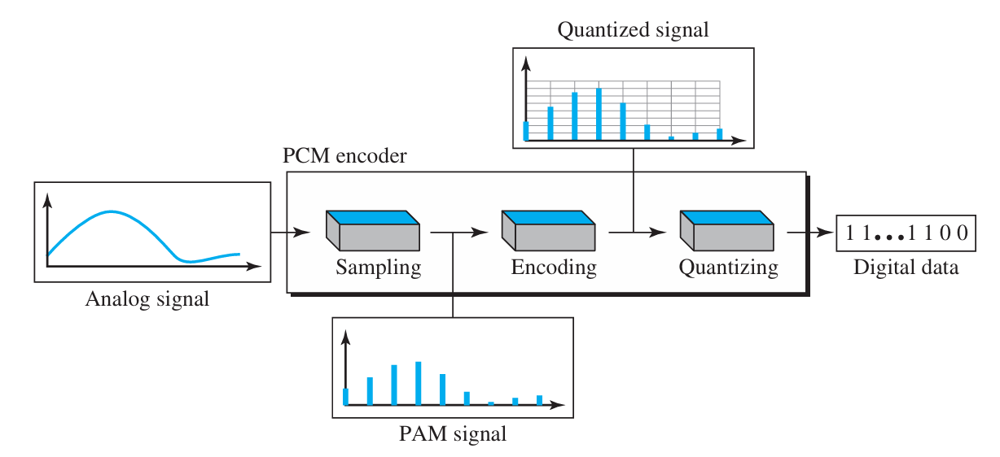 Quantized signal
PCM encoder
Sampling
Encoding
Quantizing
1 1...1 1 0 0
Digital data
Analog signal
PAM signal